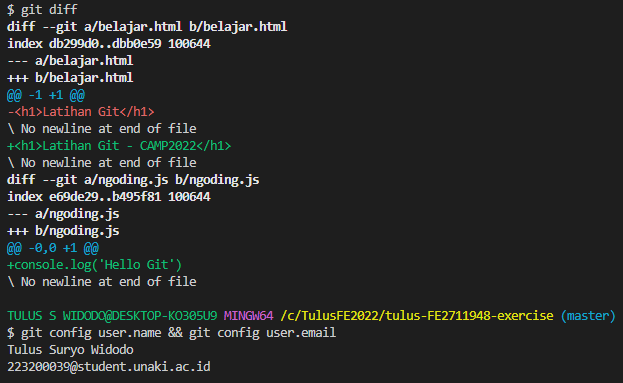 $ git diff
diff --git a/belajar.html b/belajar.html
index db299d0..dbb0e59 100644
--- a/belajar.html
+++ b/belajar.html
@@ -1 +1 @@
-<h1>Latihan Git</h1>
\ No newline at end of file
+<h1>Latihan Git - CAMP2022</h1>
\ No newline at end of file
diff --git a/ngoding.js b/ngoding.js
index e69de29..b495f81 100644
--- a/ngoding.js
+++ b/ngoding.js
@@ -0,0 +1 @@
+console.log('Hello Git')
\ No newline at end of file
TULUS S WIDODO@DESKTOP-KO305U9 MINGW64 /c/TulusFE2022/tulus-FE2711948-exercise (master)
$ git config user.name && git config user.email
Tulus Suryo Widodo
223200039@student.unaki.ac.id